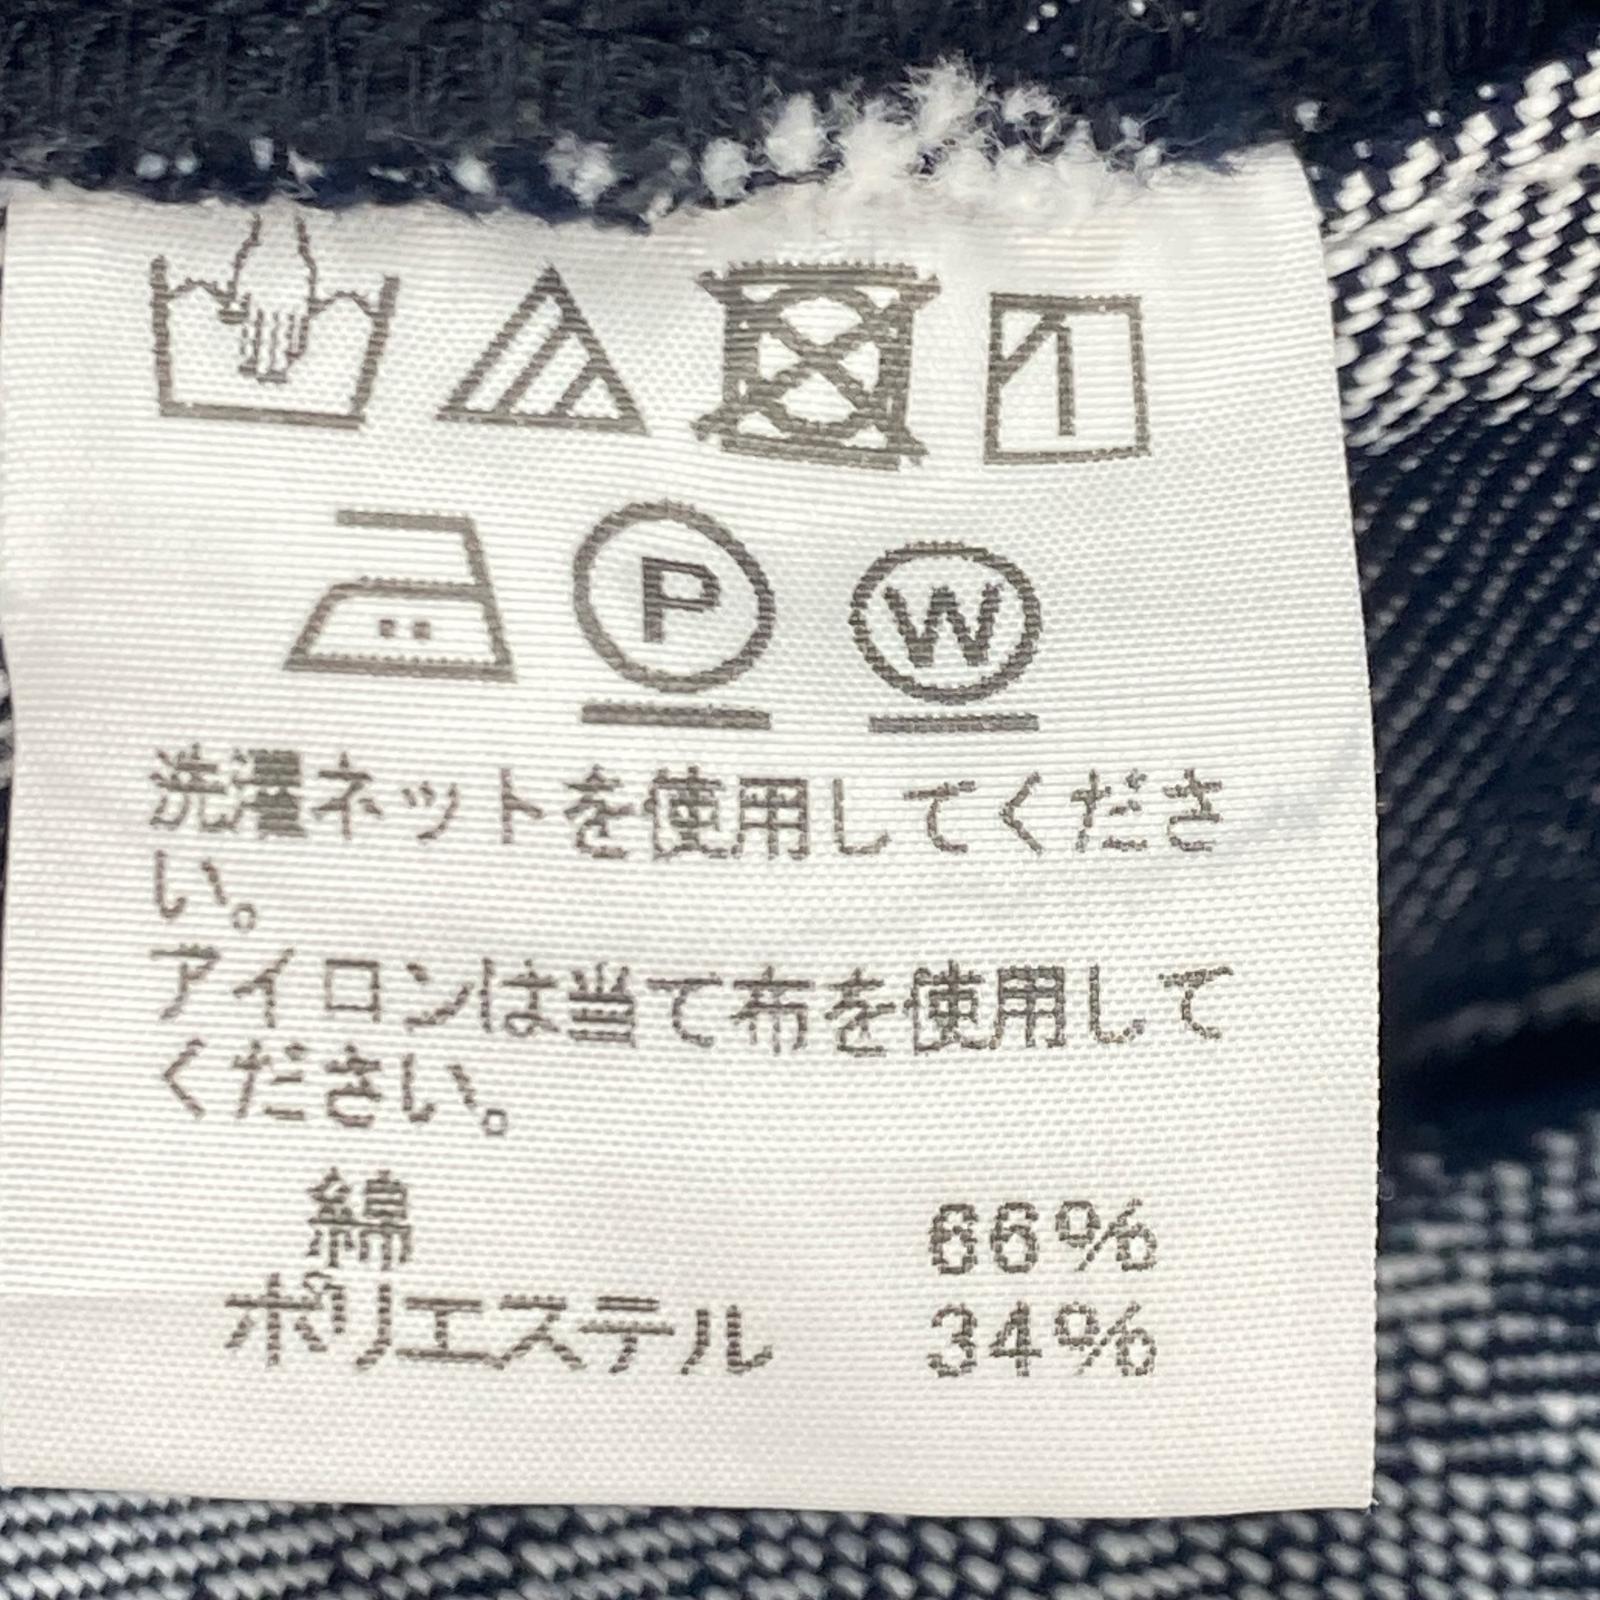 P W
洗濯ネットを使用してくださ
い。
アイロンは当て布を使用して
ください。
綿 66%
ポリエステル 34%